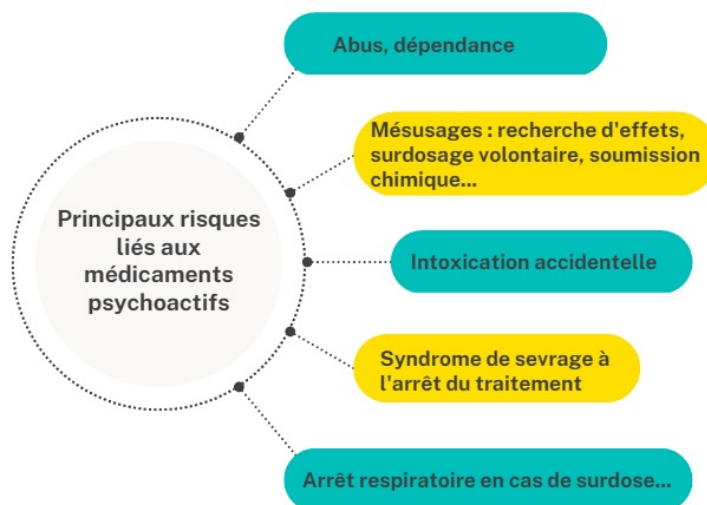 Principaux risques
liés aux
médicaments
psychoactifs
Abus, dépendance
Mésusages : recherche d'effets,
surdosage volontaire, soumission
chimique...
Intoxication accidentelle
Syndrome de sevrage à
l'arrêt du traitement
Arrêt respiratoire en cas de surdose...